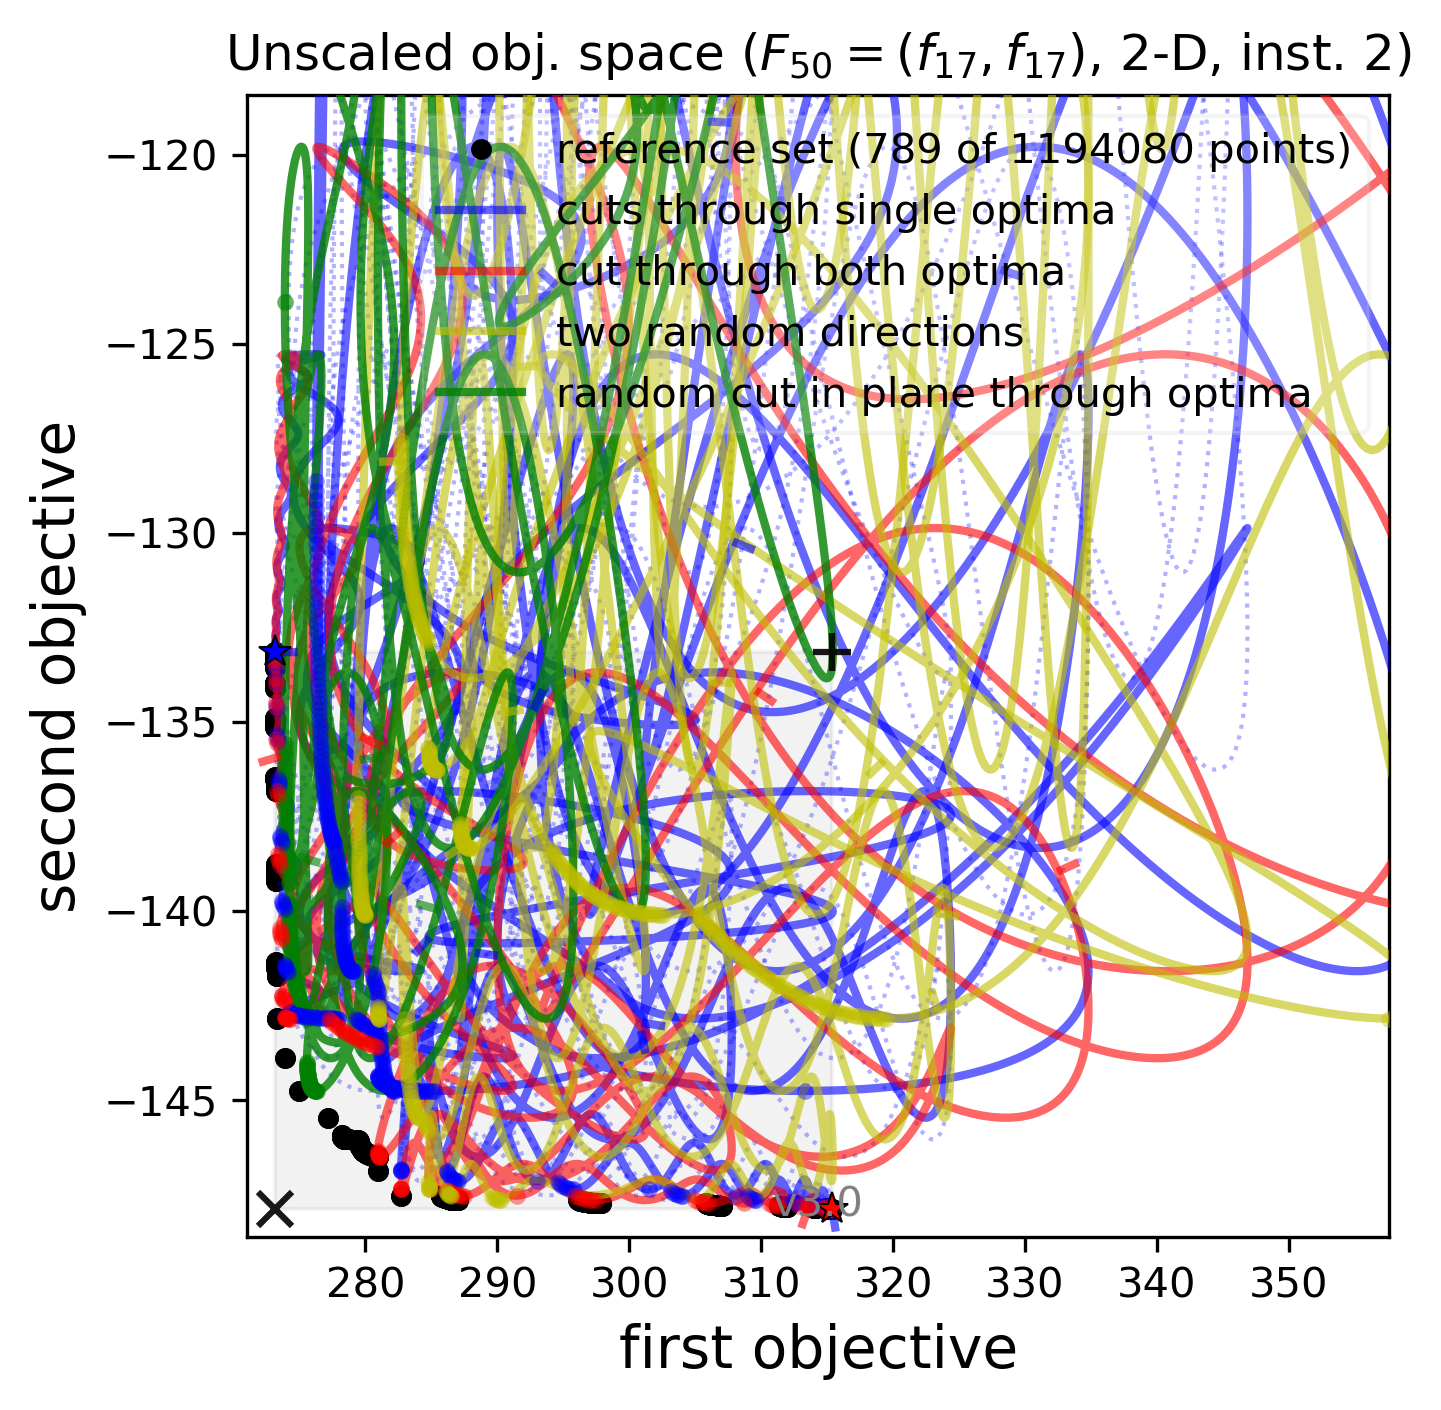 Unscaled obj. space (F₅₀ = (f₁₇, f₁₇), 2-D, inst. 2)
reference set (789 of 1194080 points)
cuts through single optima
cut through both optima
two random directions
random cut in plane through optima
−120
−125
−130
−135
−140
−145
second objective
v3.0
280 290 300 310 320 330 340 350
first objective